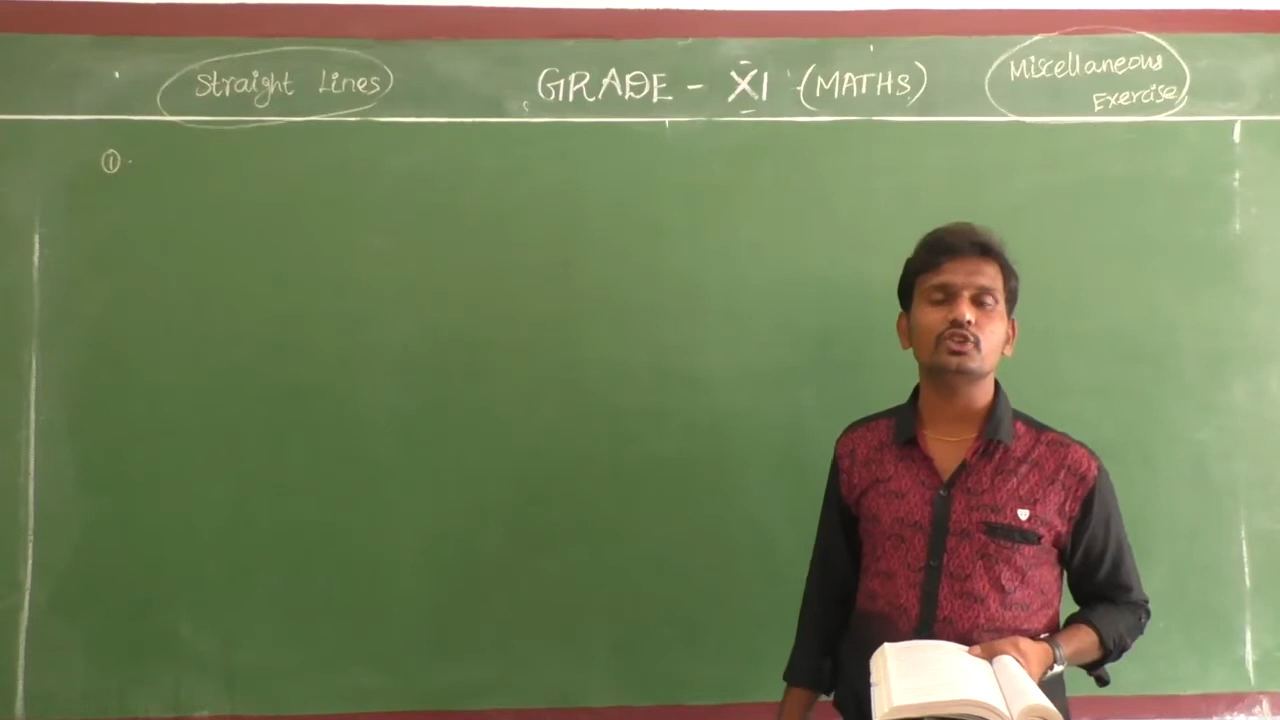 Straight Lines
GRADE - XI (MATHS)
Miscellaneous
Exercise
①